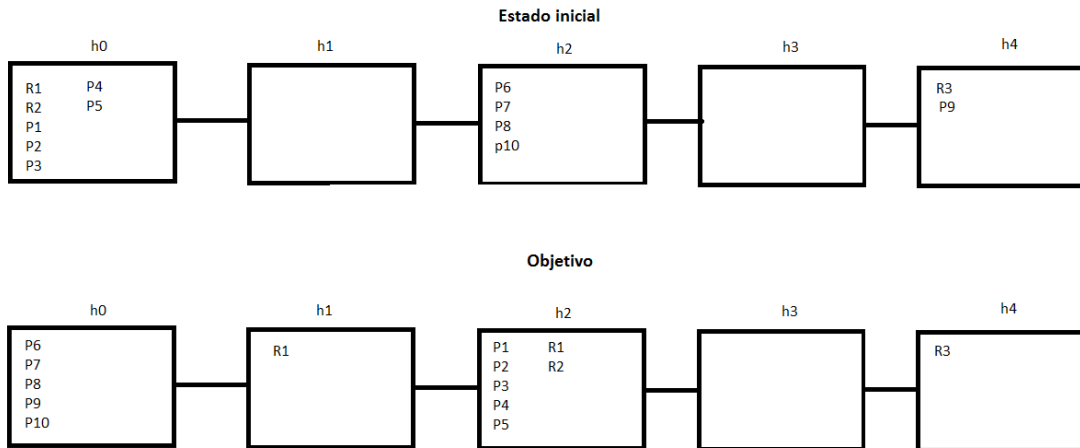 Estado inicial
h0
h1
h2
h3
h4
R1 P4
R2 P5
P1
P2
P3
P6
P7
P8
p10
R3
P9
Objetivo
h0
h1
h2
h3
h4
P6
P7
P8
P9
P10
R1
P1 R1
P2 R2
P3
P4
P5
R3